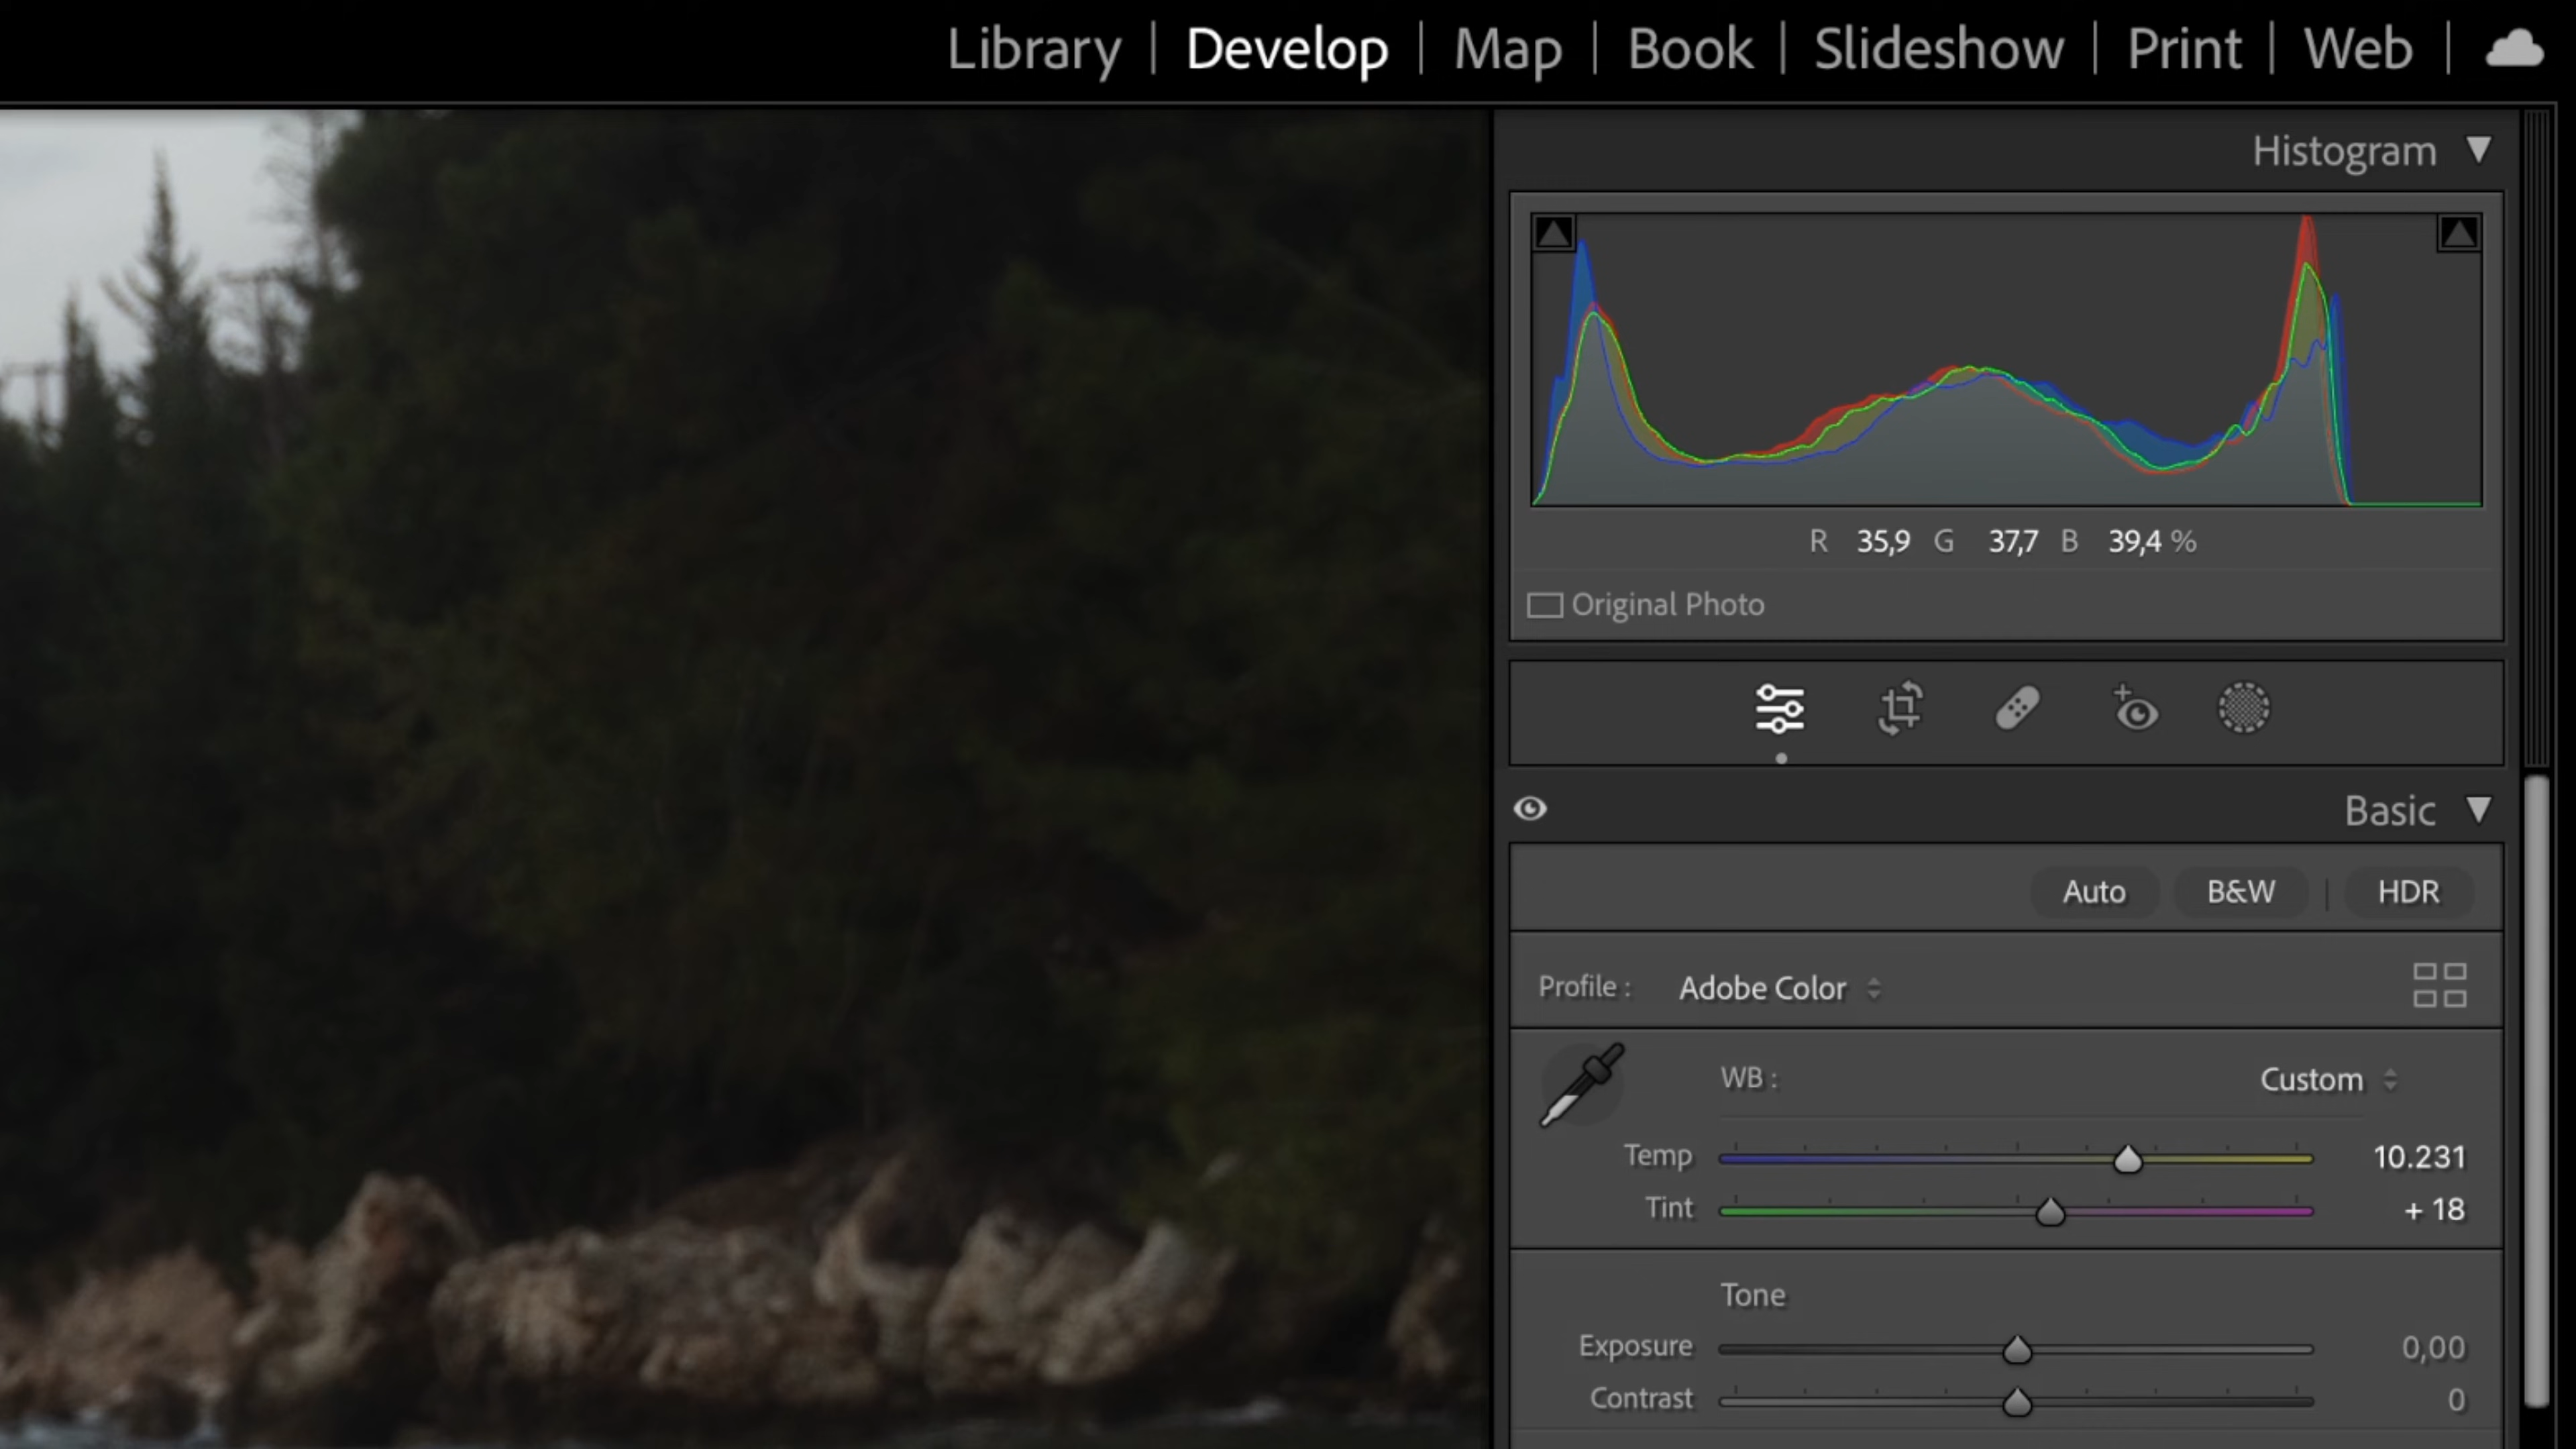 Library | Develop | Map | Book | Slideshow | Print | Web |
Histogram
R 35,9 G 37,7 B 39,4 %
Original Photo
Basic
Auto B&W | HDR
Profile : Adobe Color
WB : Custom
Temp 10.231
Tint + 18
Tone
Exposure 0,00
Contrast 0